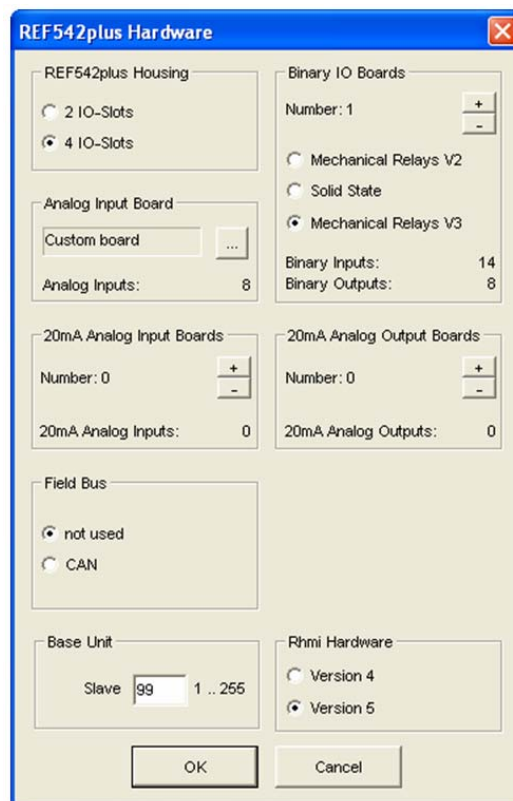 REF542plus Hardware
REF542plus Housing
2 IO-Slots
4 IO-Slots
Binary IO Boards
Number: 1
+
-
Mechanical Relays V2
Solid State
Mechanical Relays V3
Binary Inputs: 14
Binary Outputs: 8
Analog Input Board
Custom board
...
Analog Inputs: 8
20mA Analog Input Boards
Number: 0
+
-
20mA Analog Inputs: 0
20mA Analog Output Boards
Number: 0
+
-
20mA Analog Outputs: 0
Field Bus
not used
CAN
Base Unit
Slave 99 1 .. 255
Rhmi Hardware
Version 4
Version 5
OK
Cancel